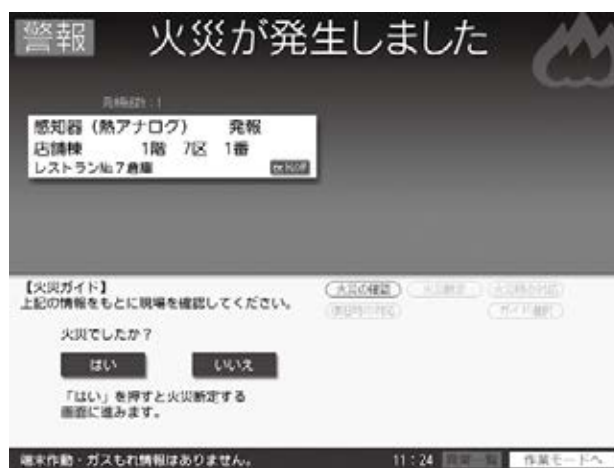 警報
火災が発生しました
感知器（熱アナログ） 発報
店舗棟 1階 7区 1番
レストラン№7倉庫
【火災ガイド】
上記の情報をもとに現場を確認してください。
火災の確認
火災断定
火災でしたか？
はい
いいえ
「はい」を押すと火災断定する
画面に進みます。
端末作動・ガスもれ情報はありません。
11：24
作業モードへ